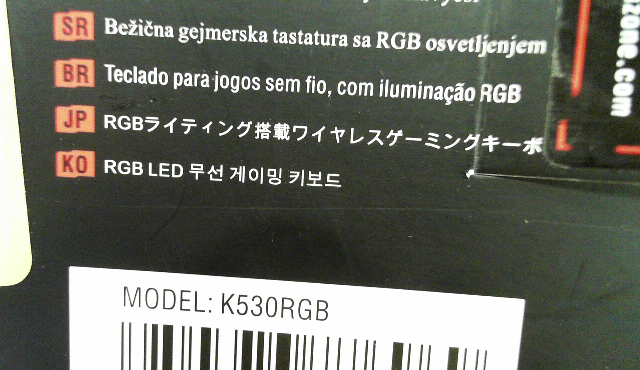 SR Bežična gejmerska tastatura sa RGB osvetljenjem
BR Teclado para jogos sem fio, com iluminação RGB
JP RGBライティング搭載ワイヤレスゲーミングキーボ
KO RGB LED 무선 게이밍 키보드
MODEL: K530RGB
zone.com